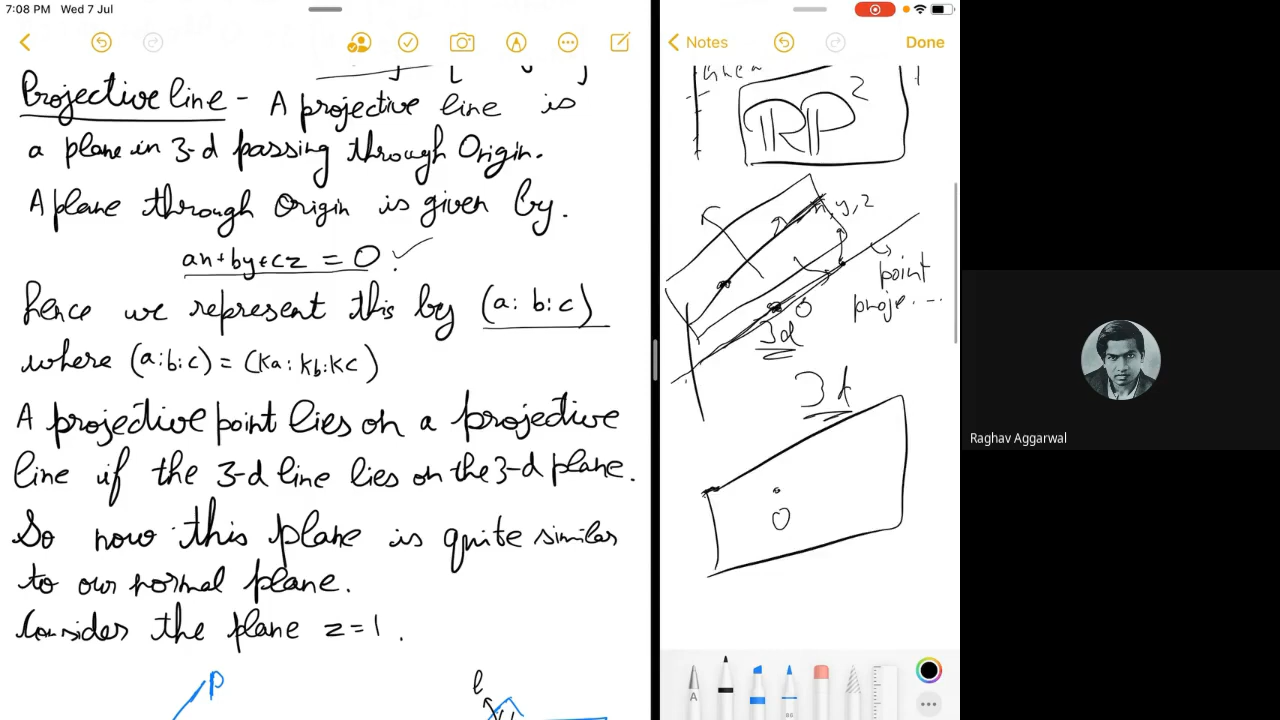 7:08 PM Wed 7 Jul
Projective line - A projective line is
a plane in 3-d passing through Origin.
A plane through Origin is given by.
ax+by+cz = 0.
hence we represent this by (a: b: c)
where (a:b:c) = (Ka: Kb: KC)
A projective point lies on a projective
line if the 3-d line lies on the 3-d plane.
So now this plane is quite similar
to our normal plane.
Consider the plane z=1.
P
l
Notes
Done
RP²
x,y,z
point
proje...
O
3d
3d
O
A
Raghav Aggarwal